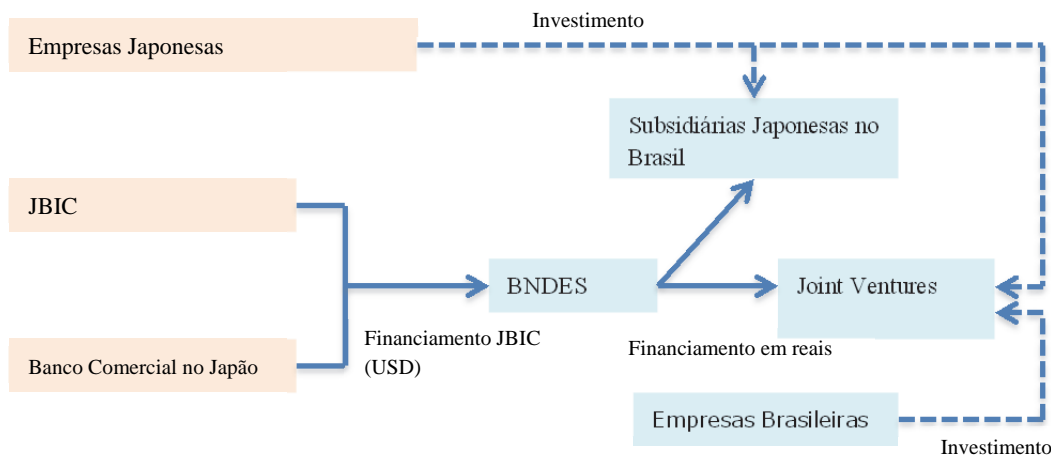 Investimento
Empresas Japonesas
Subsidiárias Japonesas no
Brasil
JBIC
BNDES
Joint Ventures
Financiamento JBIC
(USD)
Financiamento em reais
Banco Comercial no Japão
Empresas Brasileiras
Investimento